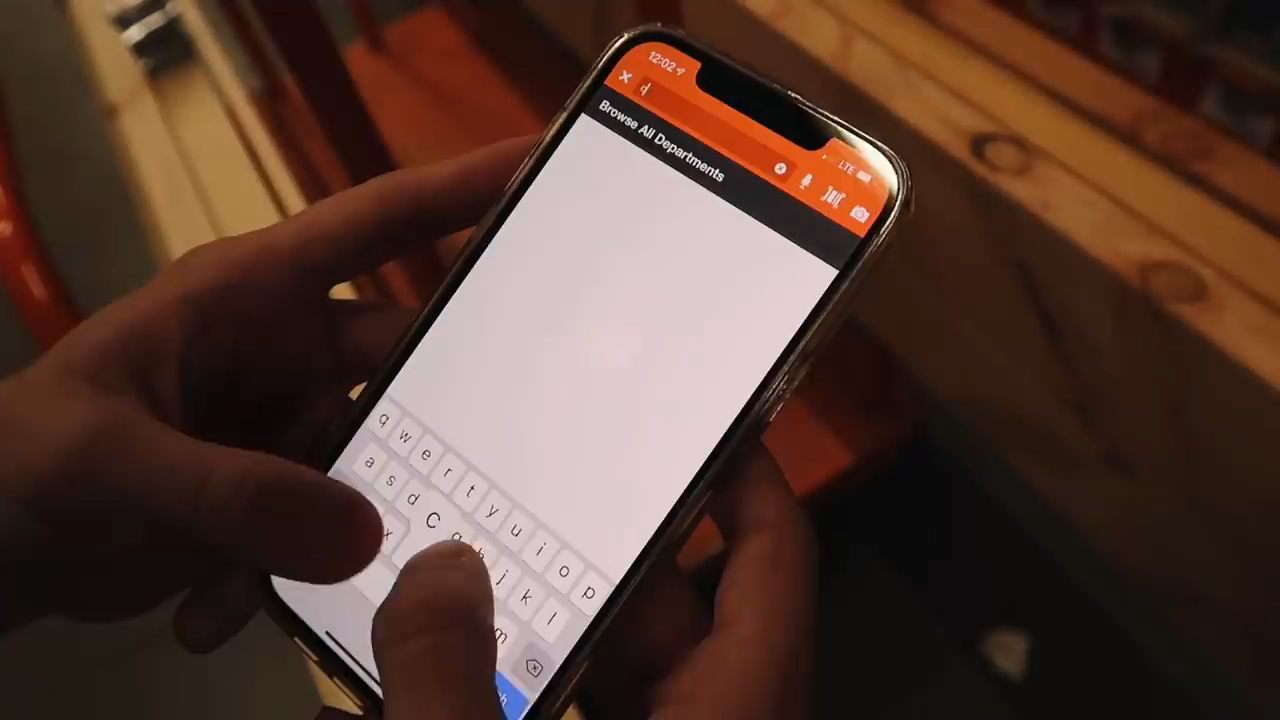 12:02
LTE
Browse All Departments
q w e r t y u i o p
a s d C g j k l
x m